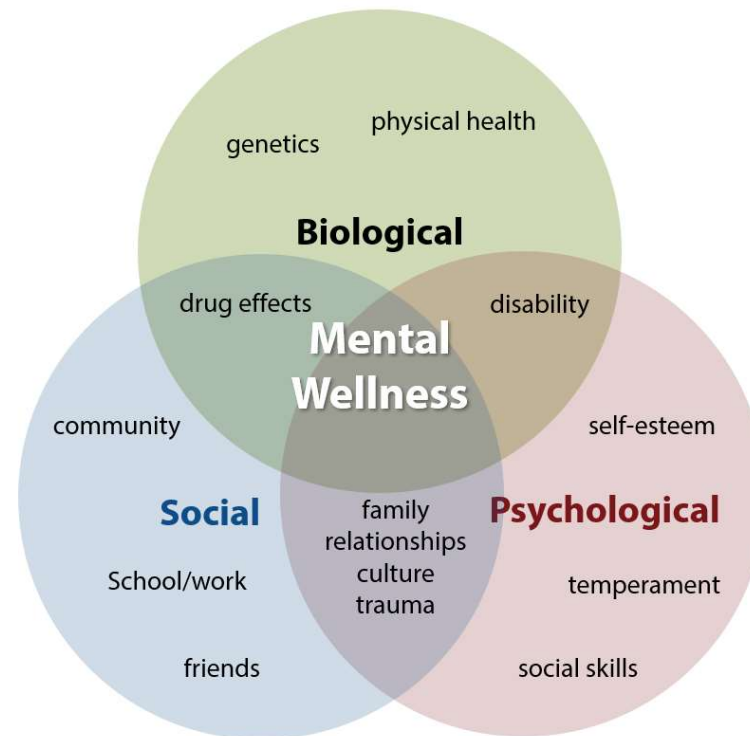 physical health
genetics
Biological
drug effects
disability
Mental
Wellness
community
self-esteem
Social
family
relationships
culture
trauma
Psychological
School/work
temperament
friends
social skills